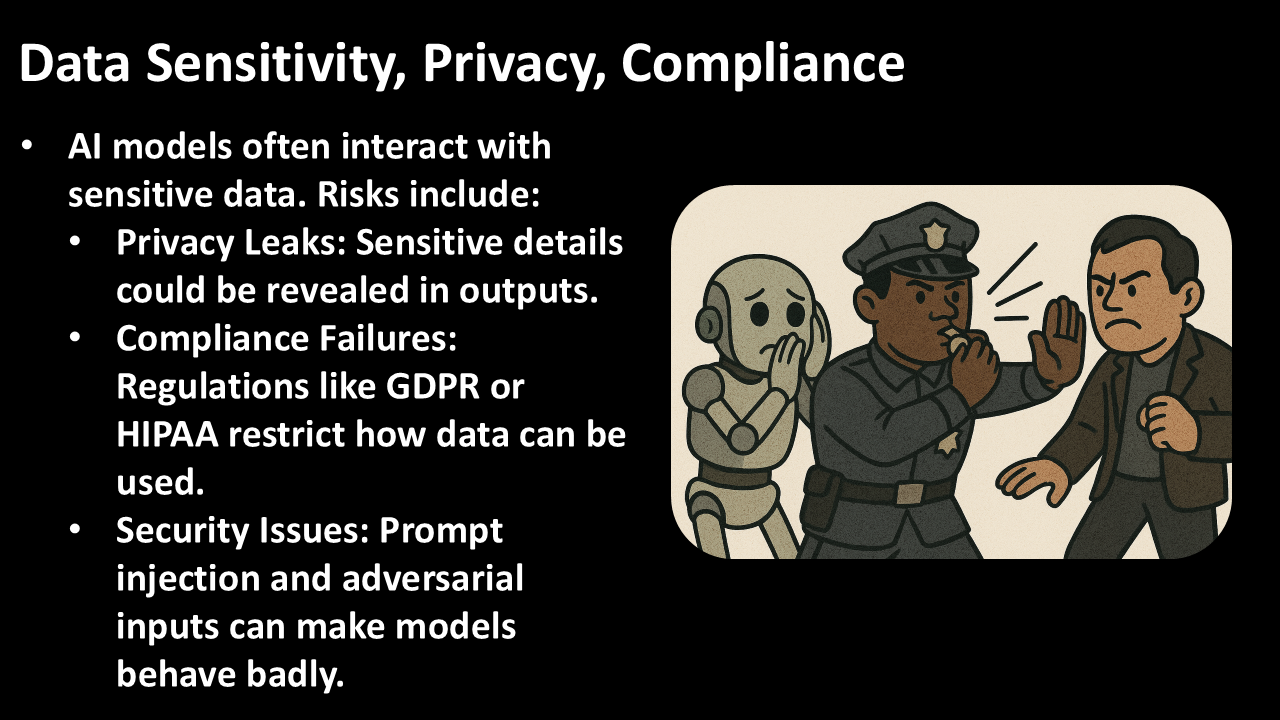 Data Sensitivity, Privacy, Compliance
• AI models often interact with
sensitive data. Risks include:
• Privacy Leaks: Sensitive details
could be revealed in outputs.
• Compliance Failures:
Regulations like GDPR or
HIPAA restrict how data can be
used.
• Security Issues: Prompt
injection and adversarial
inputs can make models
behave badly.